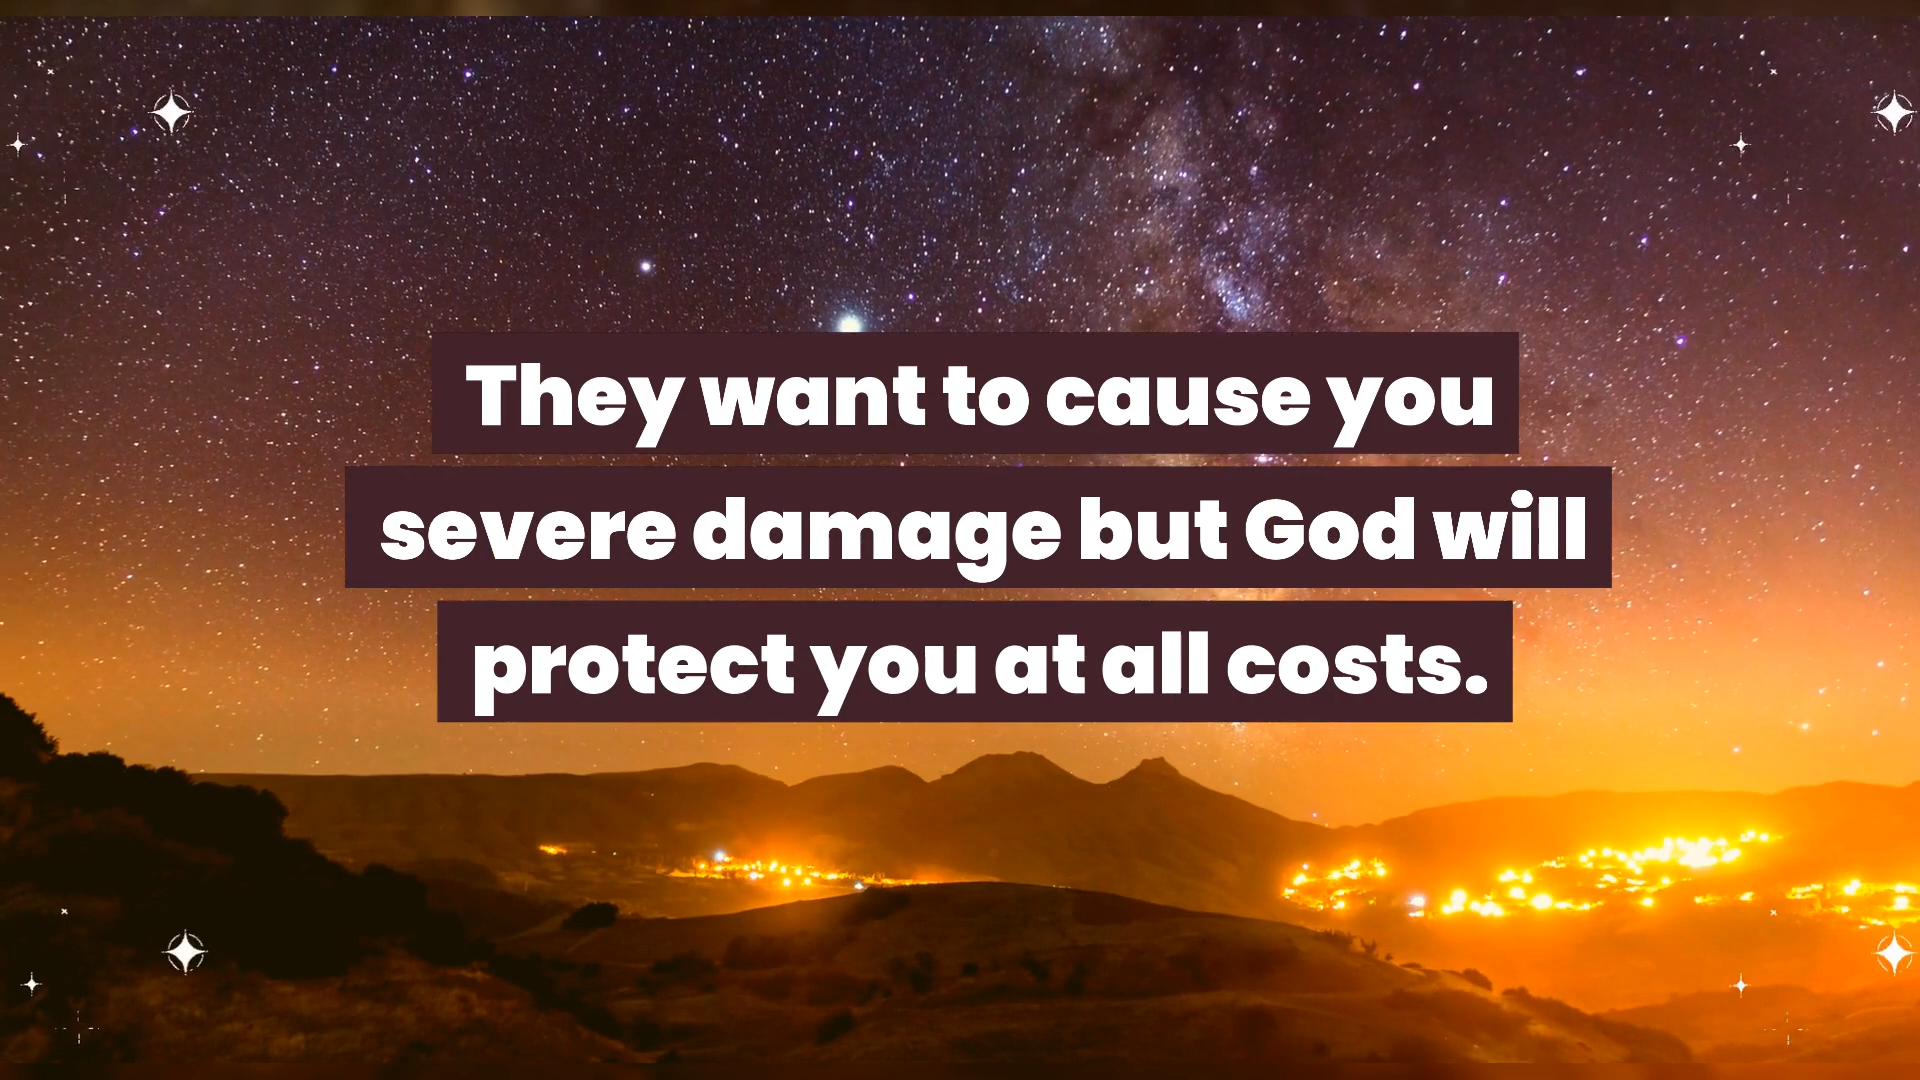 They want to cause you
severe damage but God will
protect you at all costs.